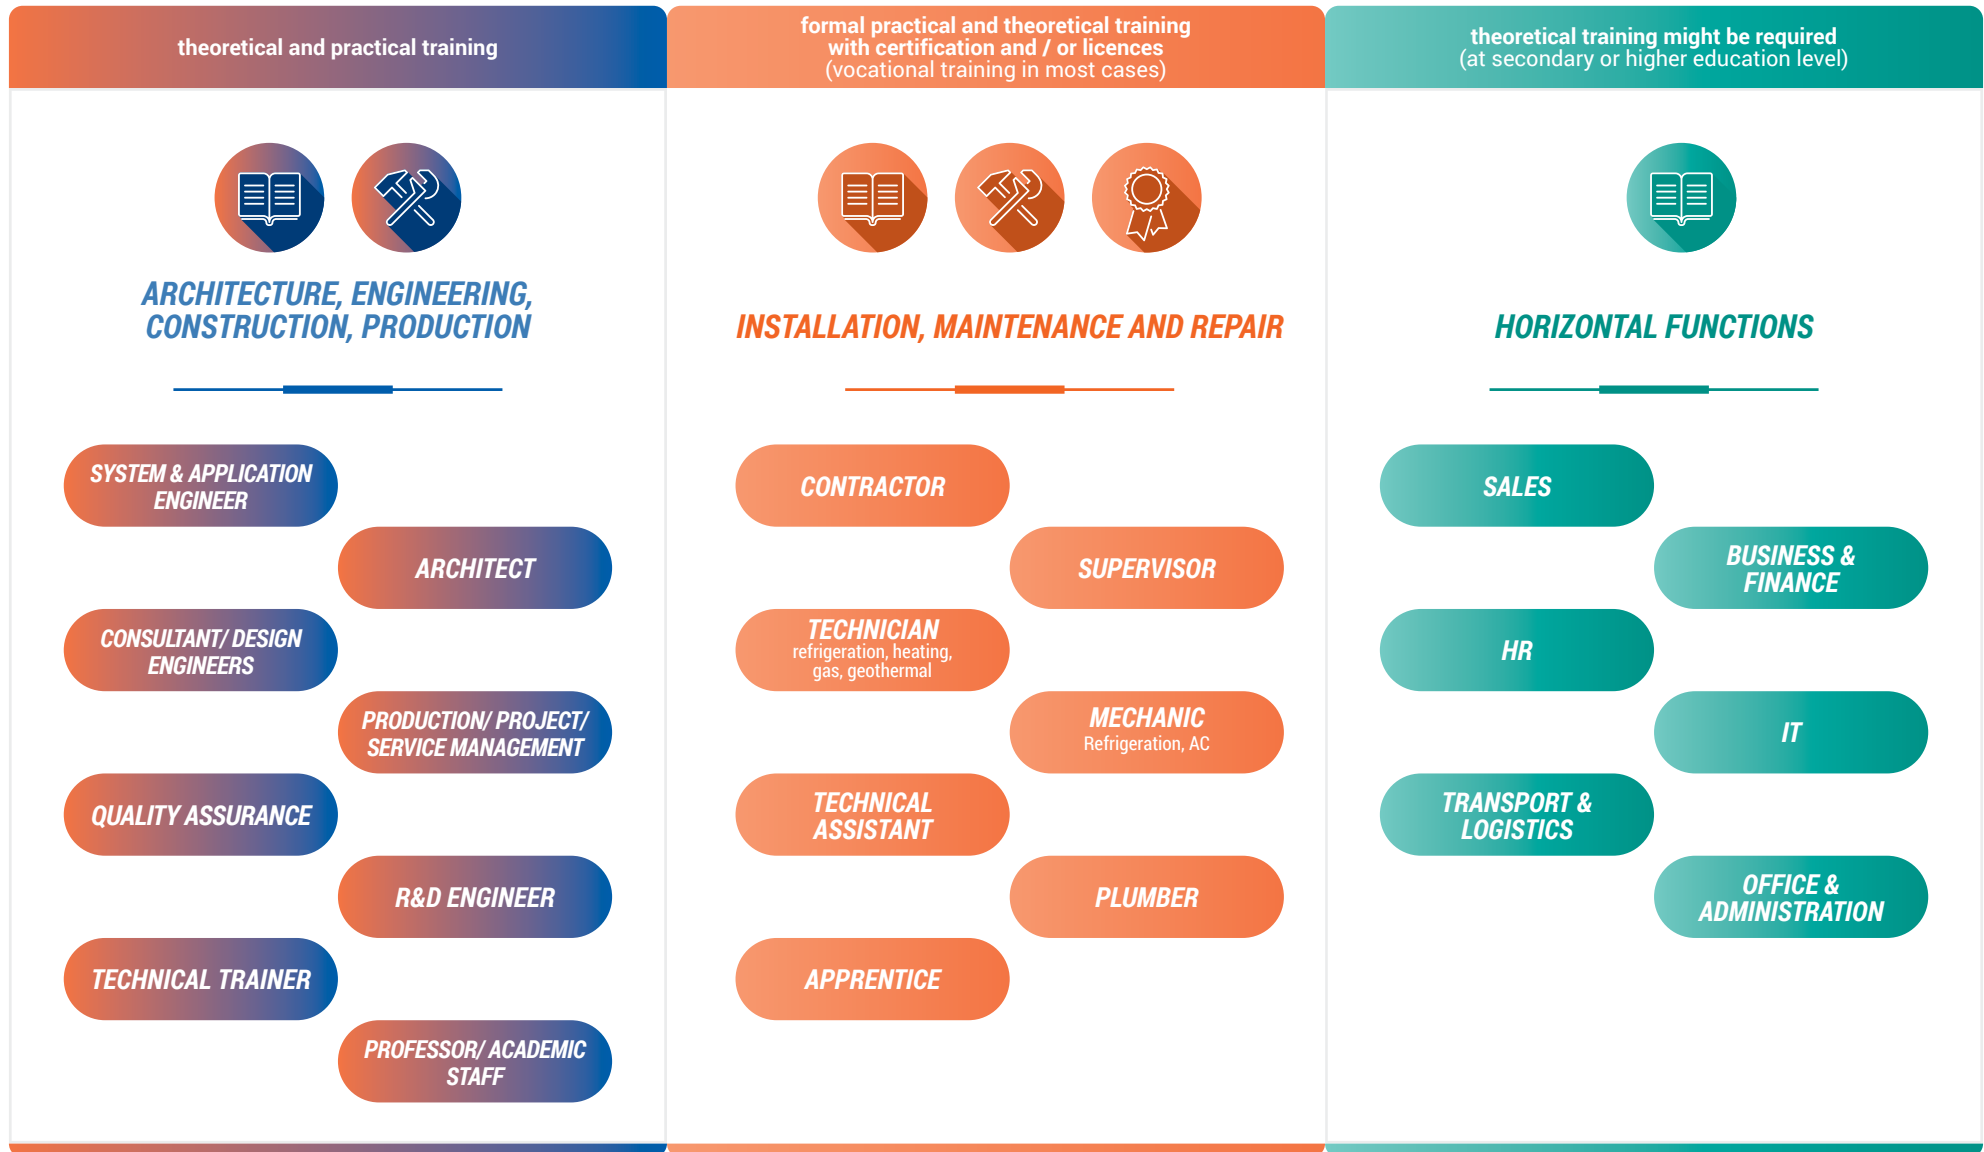 theoretical and practical training
ARCHITECTURE, ENGINEERING,
CONSTRUCTION, PRODUCTION
SYSTEM & APPLICATION
ENGINEER
ARCHITECT
CONSULTANT/ DESIGN
ENGINEERS
PRODUCTION/ PROJECT/
SERVICE MANAGEMENT
QUALITY ASSURANCE
R&D ENGINEER
TECHNICAL TRAINER
PROFESSOR/ ACADEMIC
STAFF
formal practical and theoretical training
with certification and / or licences
(vocational training in most cases)
INSTALLATION, MAINTENANCE AND REPAIR
CONTRACTOR
SUPERVISOR
TECHNICIAN
refrigeration, heating,
gas, geothermal
MECHANIC
Refrigeration, AC
TECHNICAL
ASSISTANT
PLUMBER
APPRENTICE
theoretical training might be required
(at secondary or higher education level)
HORIZONTAL FUNCTIONS
SALES
BUSINESS &
FINANCE
HR
IT
TRANSPORT &
LOGISTICS
OFFICE &
ADMINISTRATION